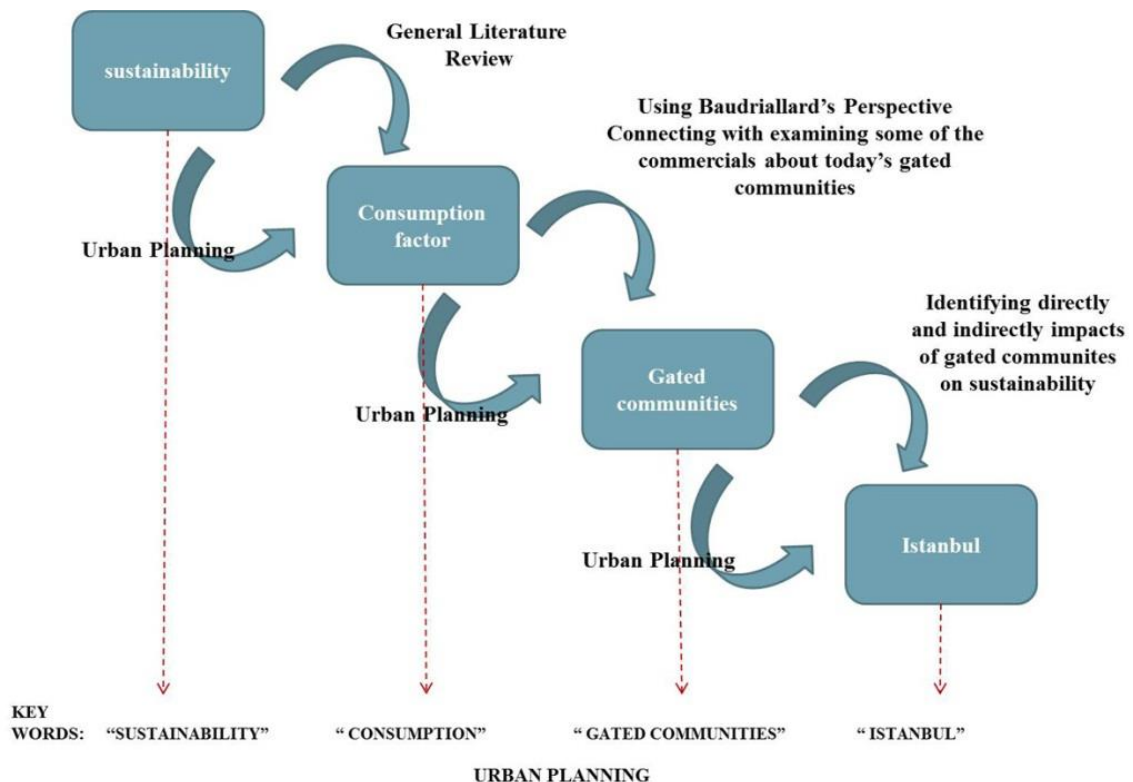 sustainability
General Literature
Review
Using Baudriallard's Perspective
Connecting with examining some of the
commercials about today's gated
communities
Consumption
factor
Urban Planning
Identifying directly
and indirectly impacts
of gated communites
on sustainability
Gated
communities
Urban Planning
Istanbul
Urban Planning
KEY
WORDS:
“SUSTAINABILITY”
“ CONSUMPTION”
“ GATED COMMUNITIES”
“ ISTANBUL”
URBAN PLANNING